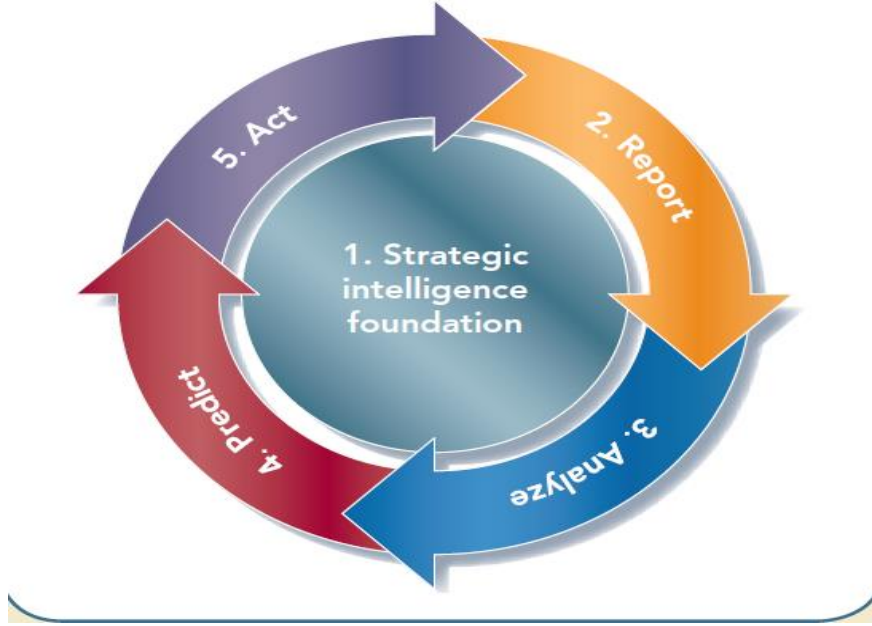 1. Strategic
intelligence
foundation
2. Report
3. Analyze
4. Predict
5. Act